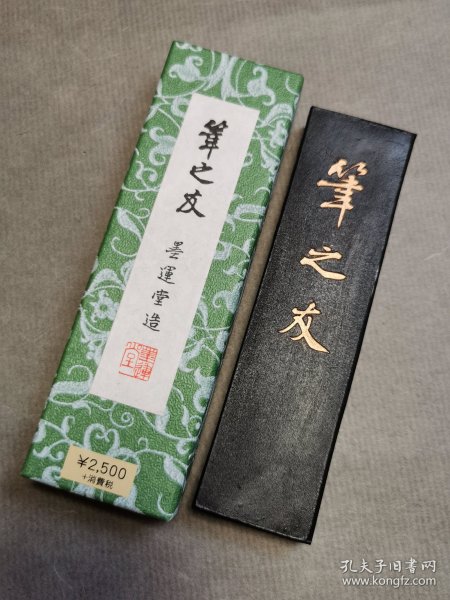 筆之友
墨運堂造
¥2,500
+消費税
筆之友
孔夫子旧书网
www.kongfz.com